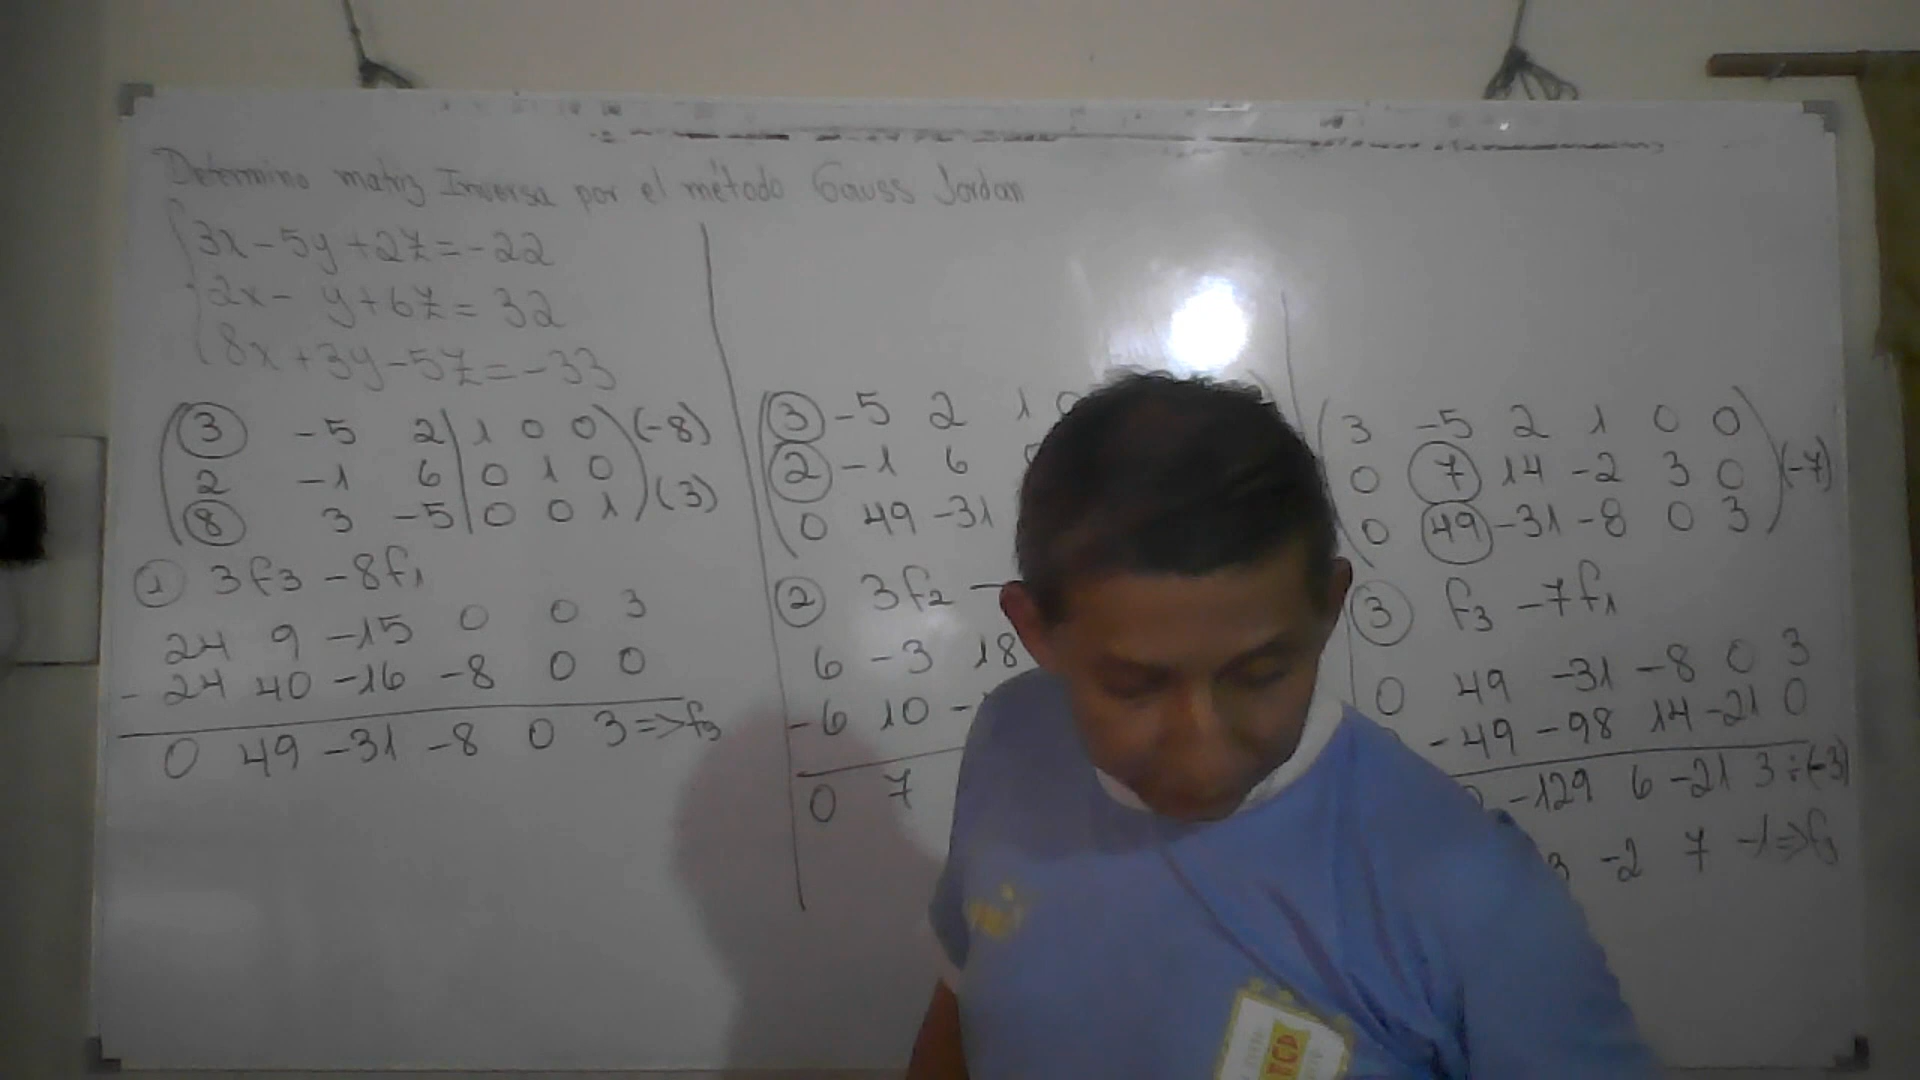 Determino matriz Inversa por el método Gauss Jordan
3x - 5y + 2z = -22
2x - y + 6z = 32
8x + 3y - 5z = -33
3 -5 2 | 1 0 0 (-8)
2 -1 6 | 0 1 0
8 3 -5 | 0 0 1 (3)
① 3f3 - 8f1
24 9 -15 0 0 3
-24 40 -16 -8 0 0
0 49 -31 -8 0 3 => f3
3 -5 2 1 0
2 -1 6
0 49 -31
② 3f2 -
6 -3 18
-6 10 -
0 7
3 -5 2 1 0 0
0 7 14 -2 3 0 (-7)
0 49 -31 -8 0 3
③ f3 - 7f1
0 49 -31 -8 0 3
-49 -98 14 -21 0
-129 6 -21 3 ÷(-3)
3 -2 7 -1 => f3
TCD